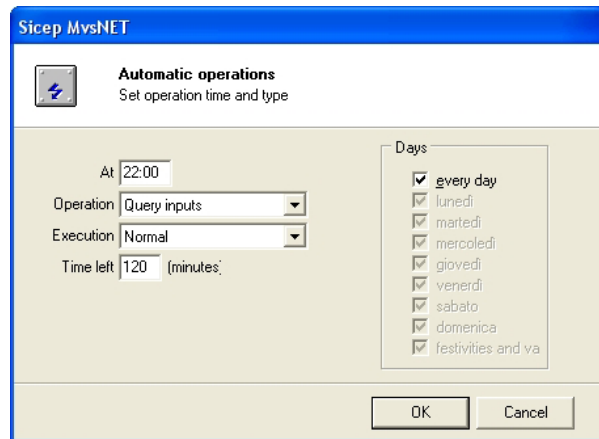 Sicep MvsNET
Automatic operations
Set operation time and type
At 22:00
Operation Query inputs
Execution Normal
Time left 120 (minutes)
Days
every day
lunedì
martedì
mercoledì
giovedì
venerdì
sabato
domenica
festivities and va
OK Cancel